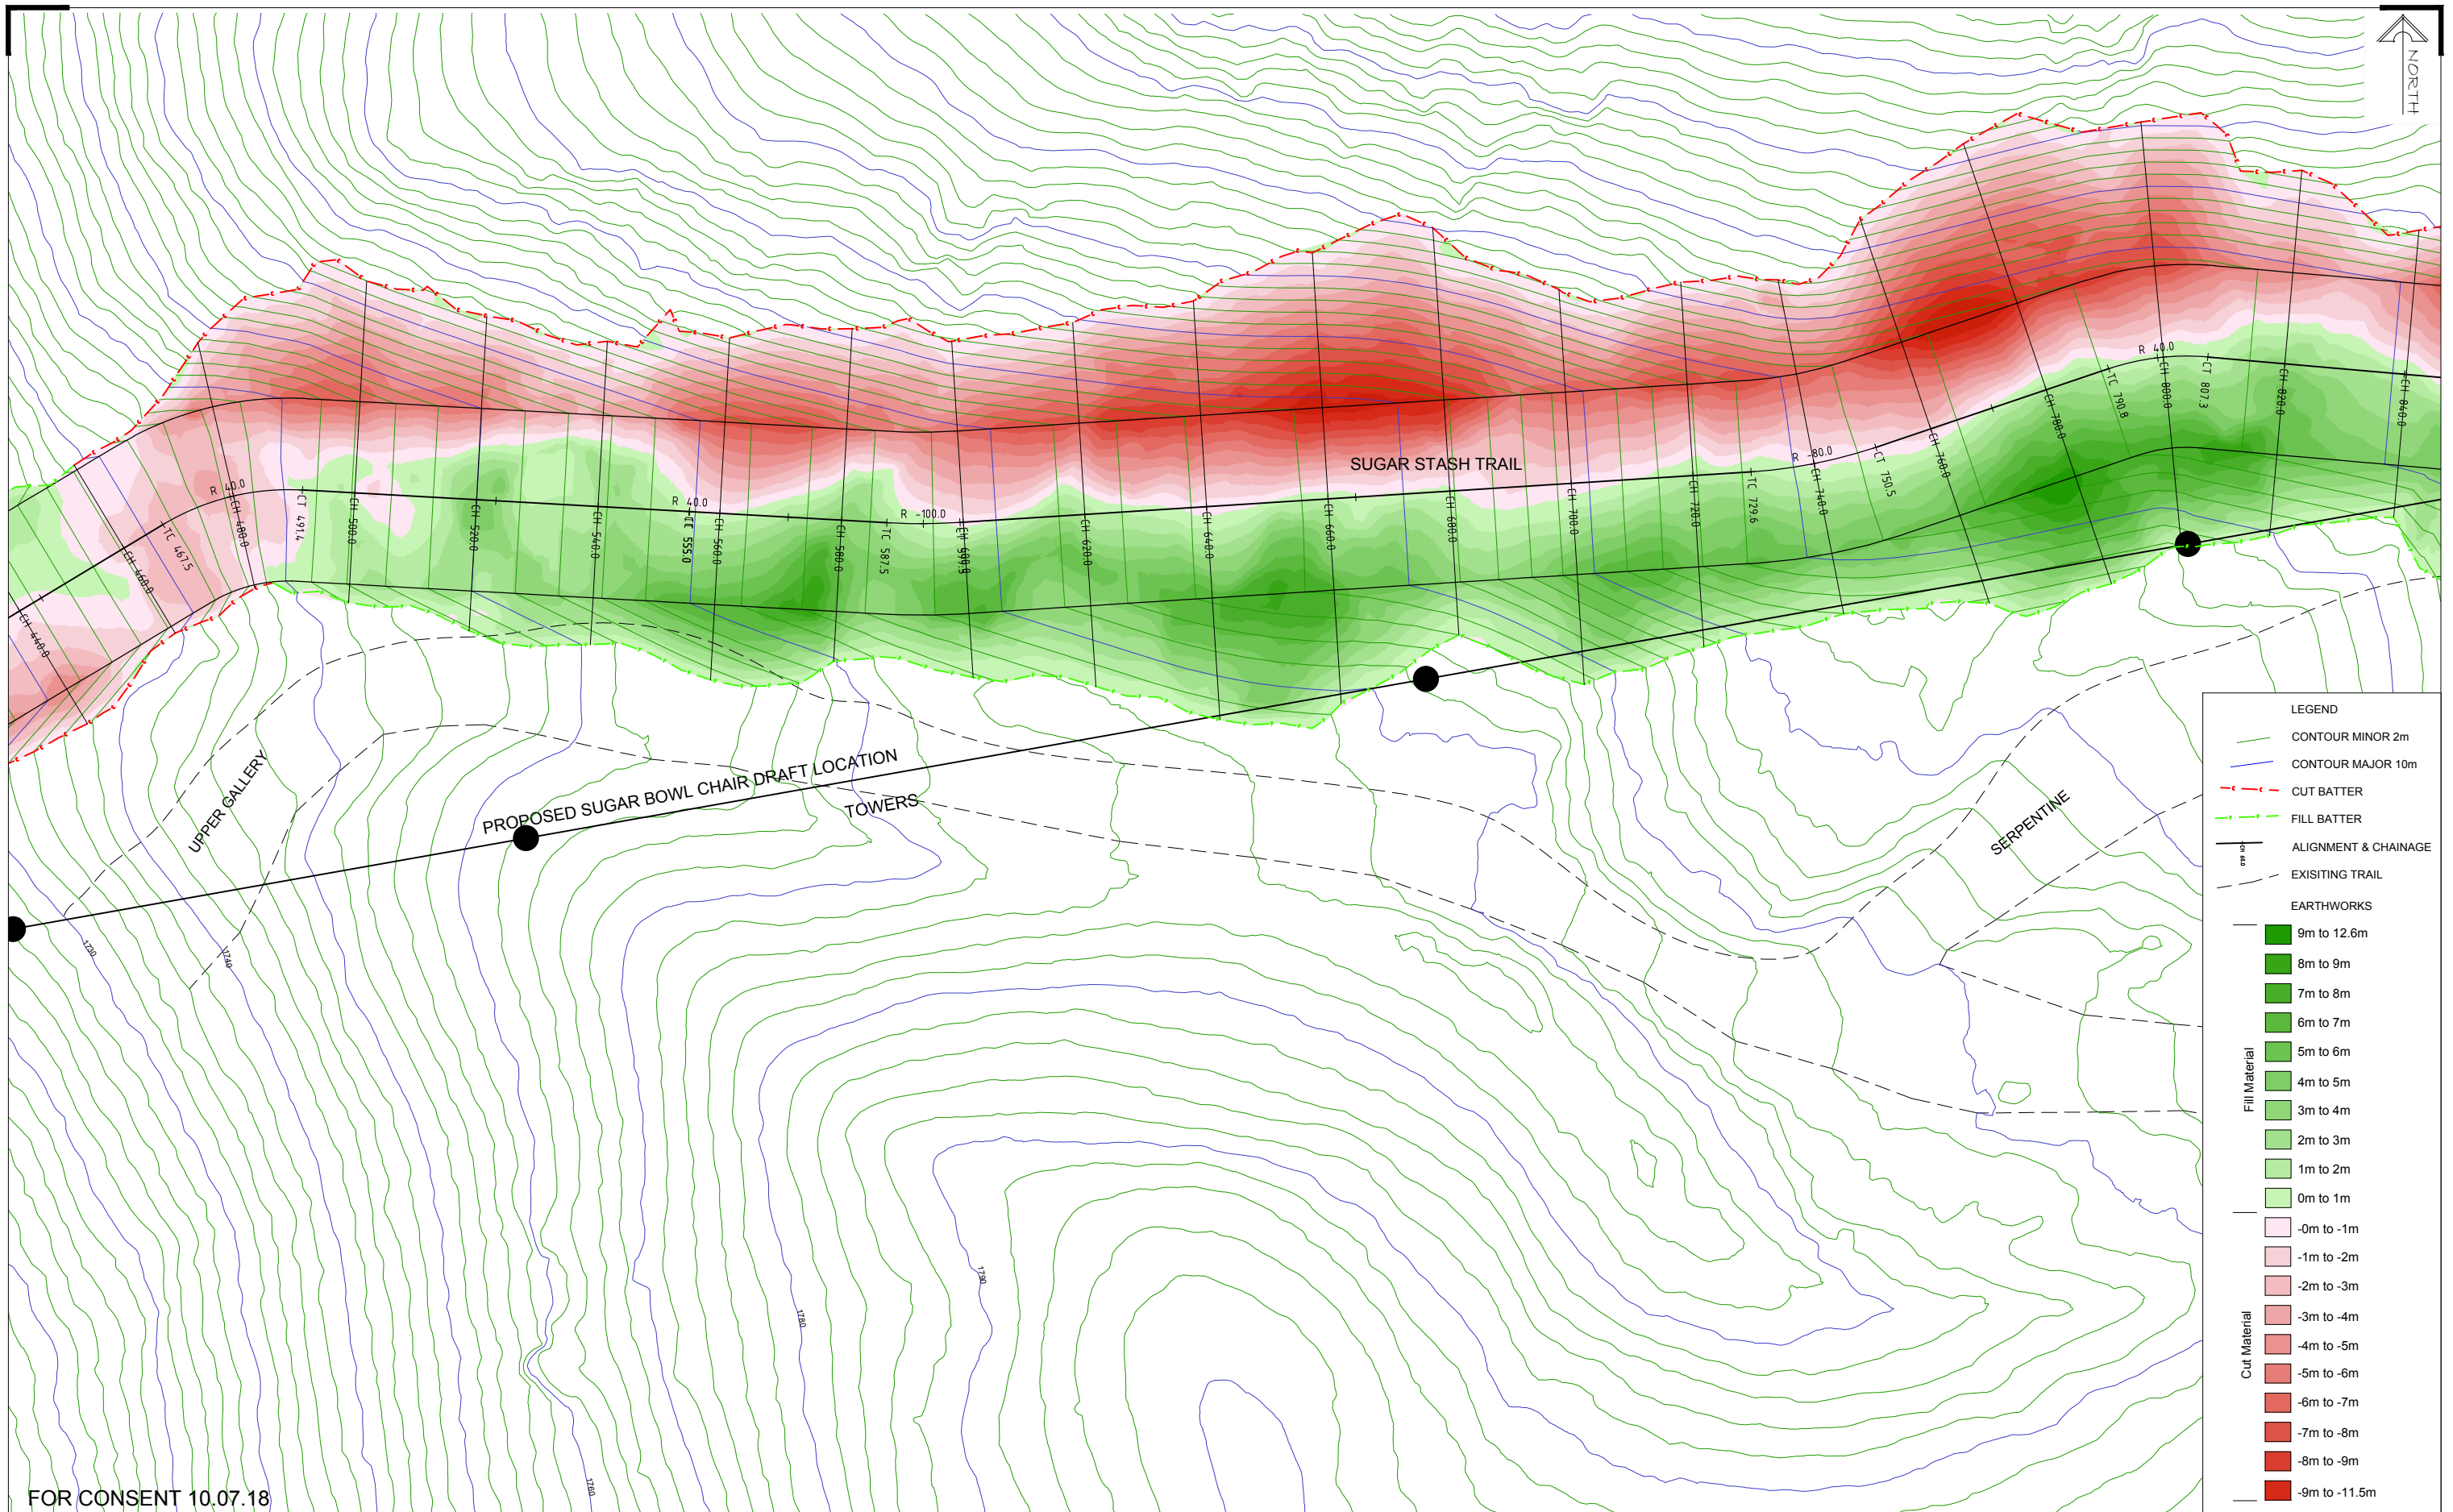 NORTH
SUGAR STASH TRAIL
CH 440.0
CH 460.0
TC 467.5
R 40.0
CH 480.0
CT 491.4
CH 500.0
CH 520.0
CH 540.0
R 40.0
555.0
CH 560.0
CH 580.0
TC 587.5
R -100.0
CH 620.0
CH 640.0
CH 660.0
CH 680.0
CH 700.0
CH 720.0
TC 729.6
R -80.0
CH 740.0
CT 750.5
CH 760.0
CH 780.0
TC 790.8
R 40.0
CH 800.0
CT 807.3
CH 820.0
CH 840.0
UPPER GALLERY
PROPOSED SUGAR BOWL CHAIR DRAFT LOCATION
TOWERS
SERPENTINE
1730
1740
1760
1780
1790
LEGEND
CONTOUR MINOR 2m
CONTOUR MAJOR 10m
CUT BATTER
FILL BATTER
ALIGNMENT & CHAINAGE
EXISITING TRAIL
EARTHWORKS
Fill Material
9m to 12.6m
8m to 9m
7m to 8m
6m to 7m
5m to 6m
4m to 5m
3m to 4m
2m to 3m
1m to 2m
0m to 1m
Cut Material
-0m to -1m
-1m to -2m
-2m to -3m
-3m to -4m
-4m to -5m
-5m to -6m
-6m to -7m
-7m to -8m
-8m to -9m
-9m to -11.5m
FOR CONSENT 10.07.18